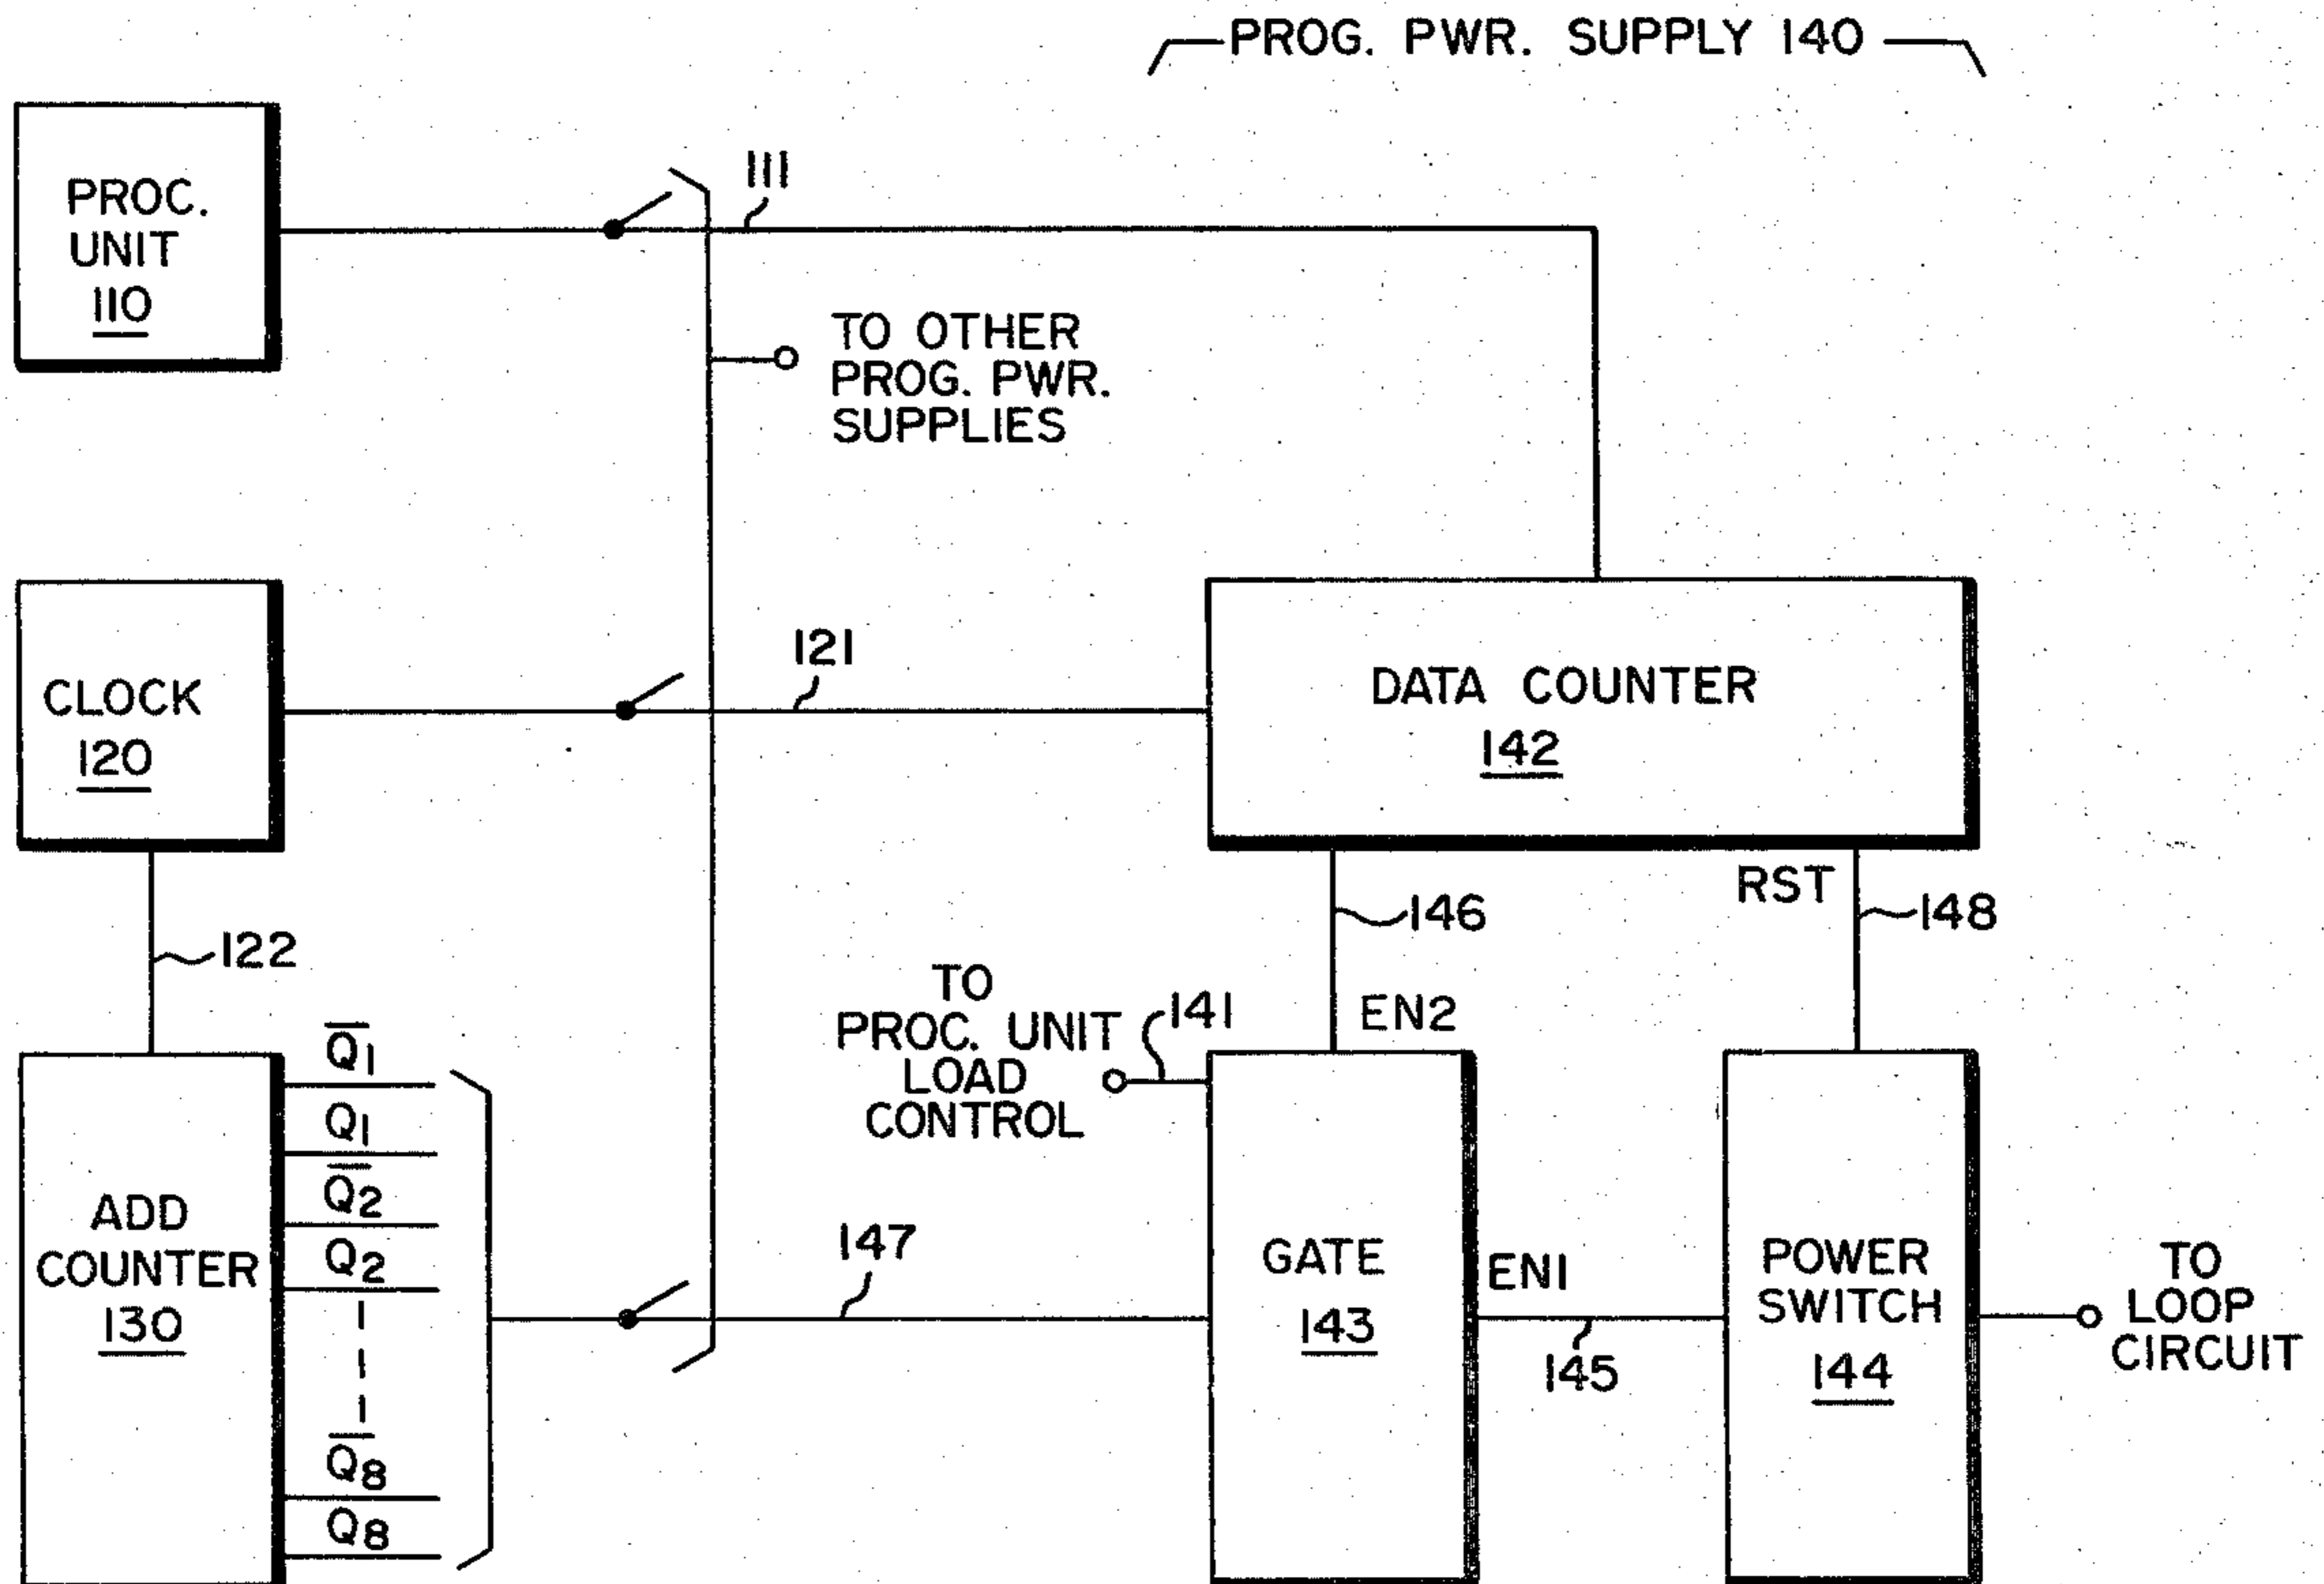 PROG. PWR. SUPPLY 140
PROC.
UNIT
110
111
TO OTHER
PROG. PWR.
SUPPLIES
CLOCK
120
121
DATA COUNTER
142
122
146
RST
148
EN2
TO
PROC. UNIT
LOAD
CONTROL
141
Q̅1
Q1
Q̅2
Q2
Q̅8
Q8
ADD
COUNTER
130
147
GATE
143
EN1
145
POWER
SWITCH
144
TO
LOOP
CIRCUIT